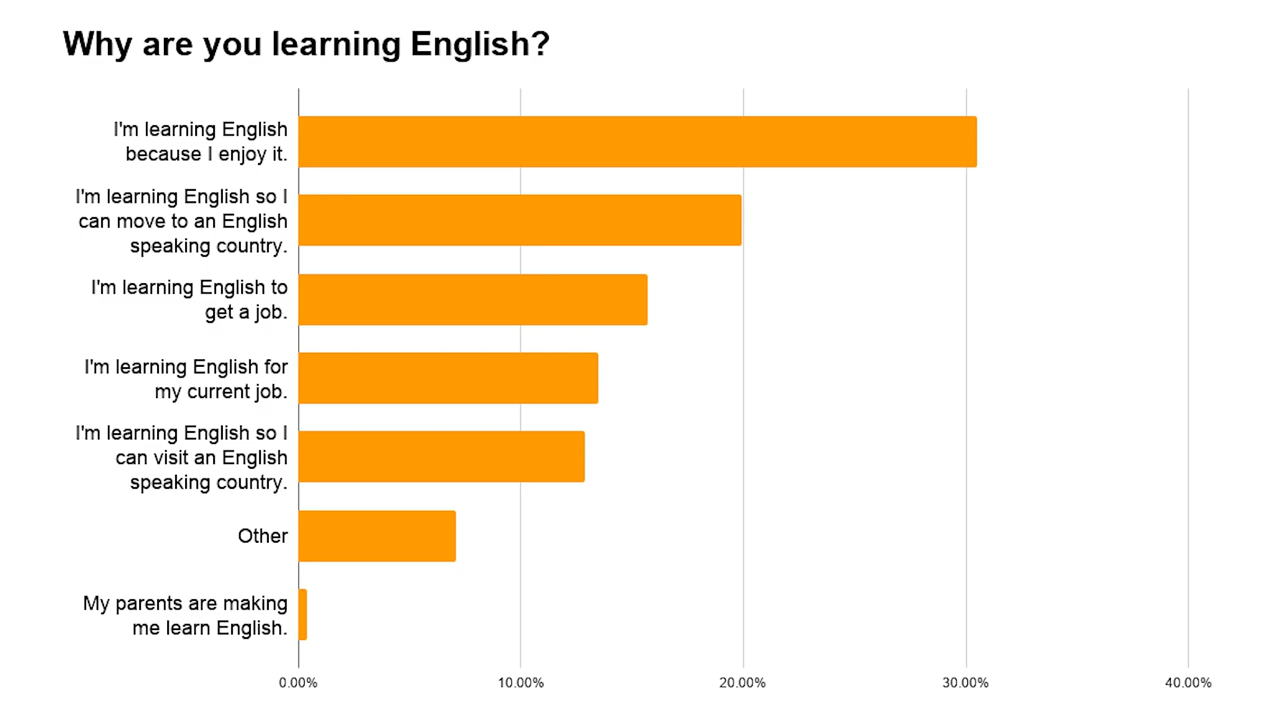 Why are you learning English?
I'm learning English
because I enjoy it.
I'm learning English so I
can move to an English
speaking country.
I'm learning English to
get a job.
I'm learning English for
my current job.
I'm learning English so I
can visit an English
speaking country.
Other
My parents are making
me learn English.
0.00% 10.00% 20.00% 30.00% 40.00%